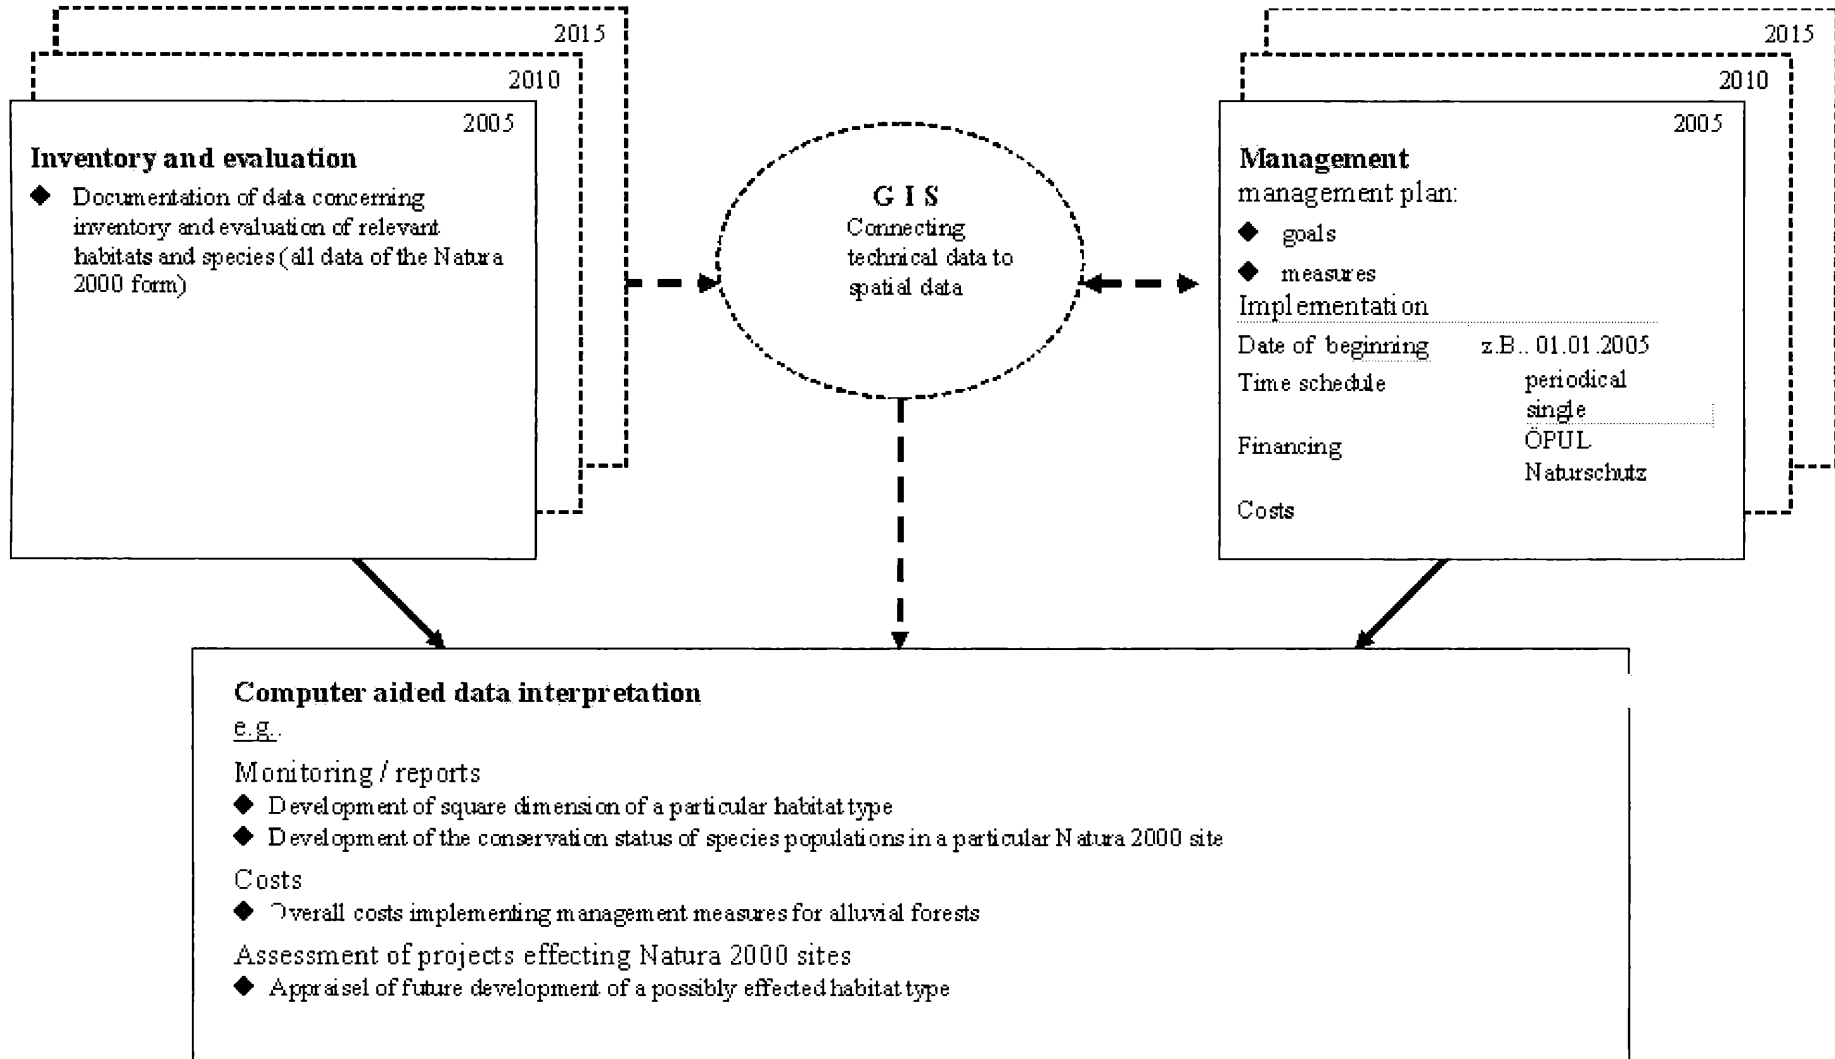 2015
2010
2005
Inventory and evaluation
◆ Documentation of data concerning
inventory and evaluation of relevant
habitats and species (all data of the Natura
2000 form)
G I S
Connecting
technical data to
spatial data
2015
2010
2005
Management
management plan:
◆ goals
◆ measures
Implementation
Date of beginning z.B.. 01.01.2005
Time schedule periodical
single
Financing ÖPUL
Naturschutz
Costs
Computer aided data interpretation
e.g..
Monitoring / reports
◆ Development of square dimension of a particular habitat type
◆ Development of the conservation status of species populations in a particular Natura 2000 site
Costs
◆ Overall costs implementing management measures for alluvial forests
Assessment of projects effecting Natura 2000 sites
◆ Appraisel of future development of a possibly effected habitat type